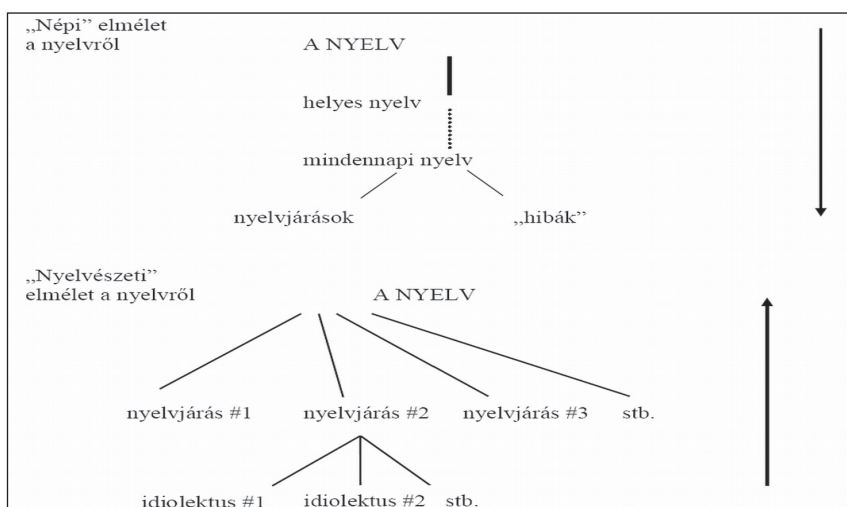 „Népi” elmélet
a nyelvről
A NYELV
helyes nyelv
mindennapi nyelv
nyelvjárások
„hibák”
„Nyelvészeti”
elmélet a nyelvről
A NYELV
nyelvjárás #1
nyelvjárás #2
nyelvjárás #3
stb.
idiolektus #1
idiolektus #2
stb.